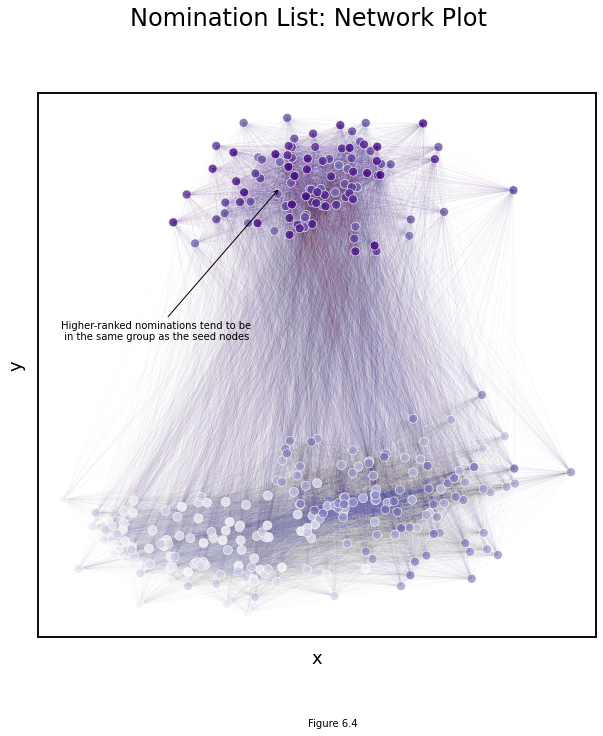 Nomination List: Network Plot
Higher-ranked nominations tend to be
in the same group as the seed nodes
y
x
Figure 6.4